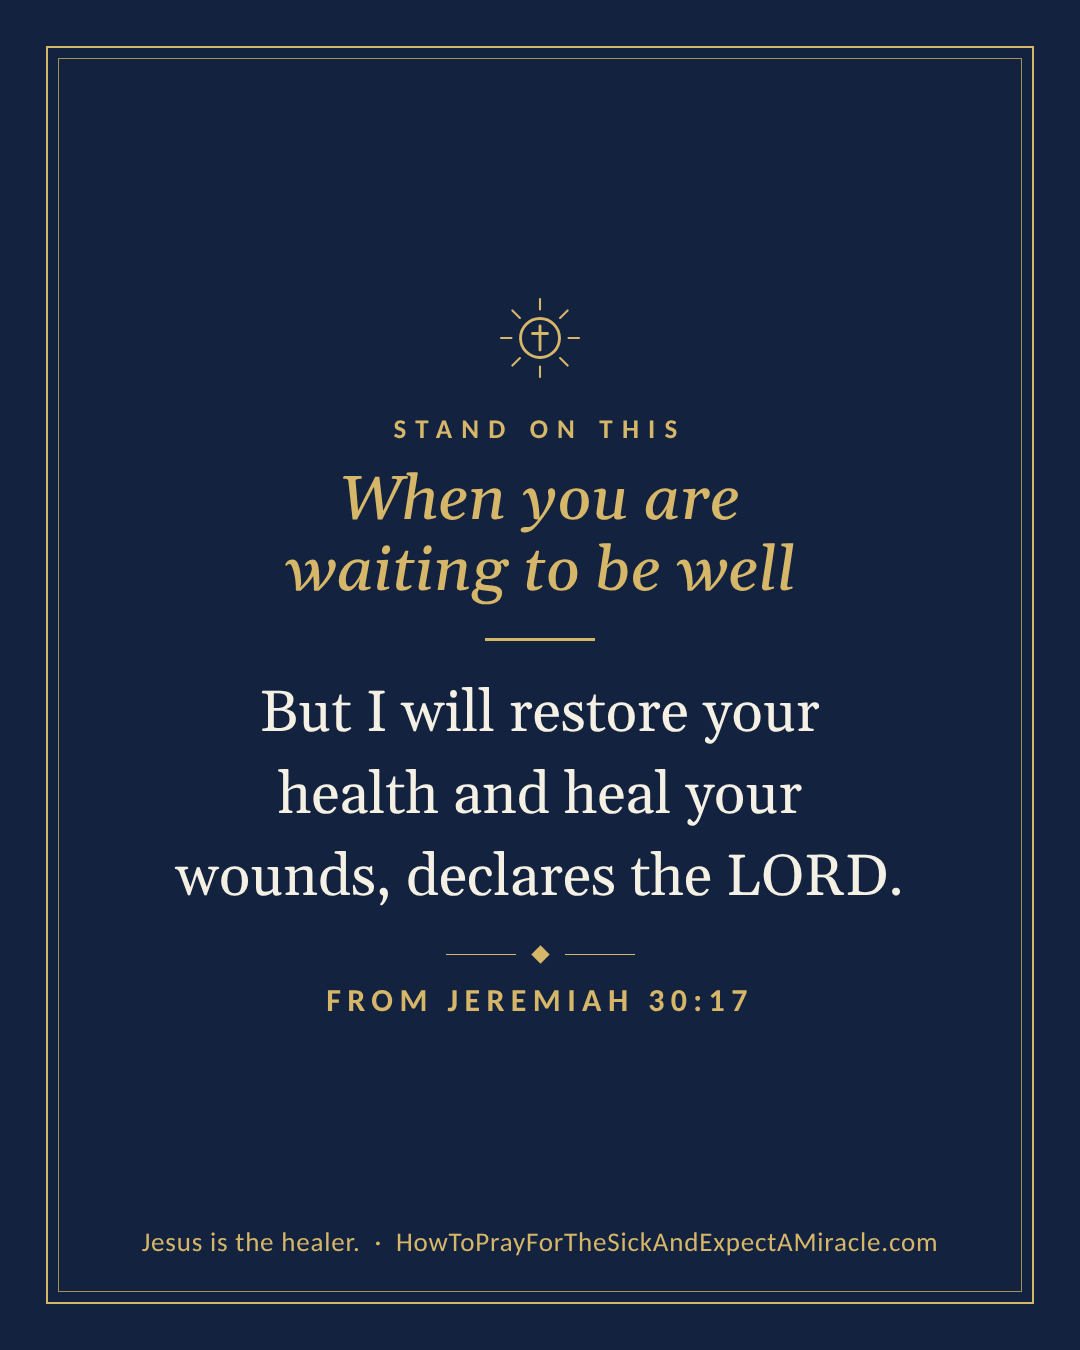 STAND ON THIS
When you are
waiting to be well
But I will restore your
health and heal your
wounds, declares the LORD.
FROM JEREMIAH 30:17
Jesus is the healer. · HowToPrayForTheSickAndExpectAMiracle.com